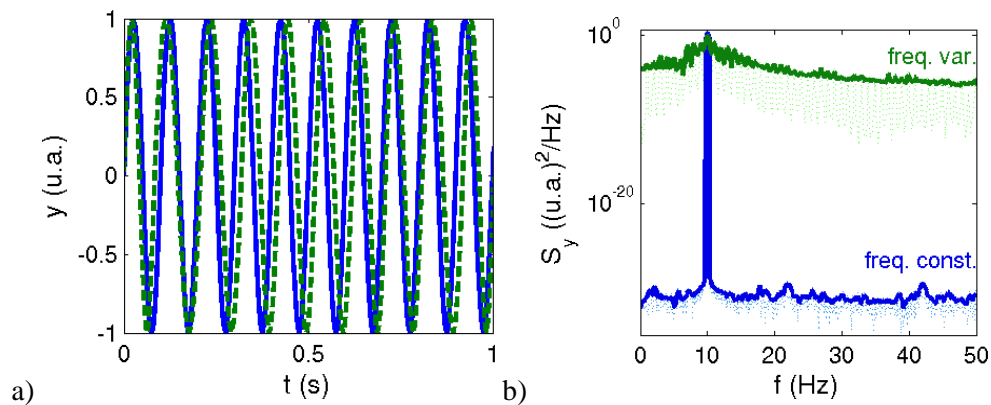 1
0.5
0
-0.5
-1
y (u.a.)
0
0.5
1
t (s)
a)
10^0
10^-20
S_y ((u.a.)^2/Hz
freq. var.
freq. const.
0
10
20
30
40
50
f (Hz)
b)